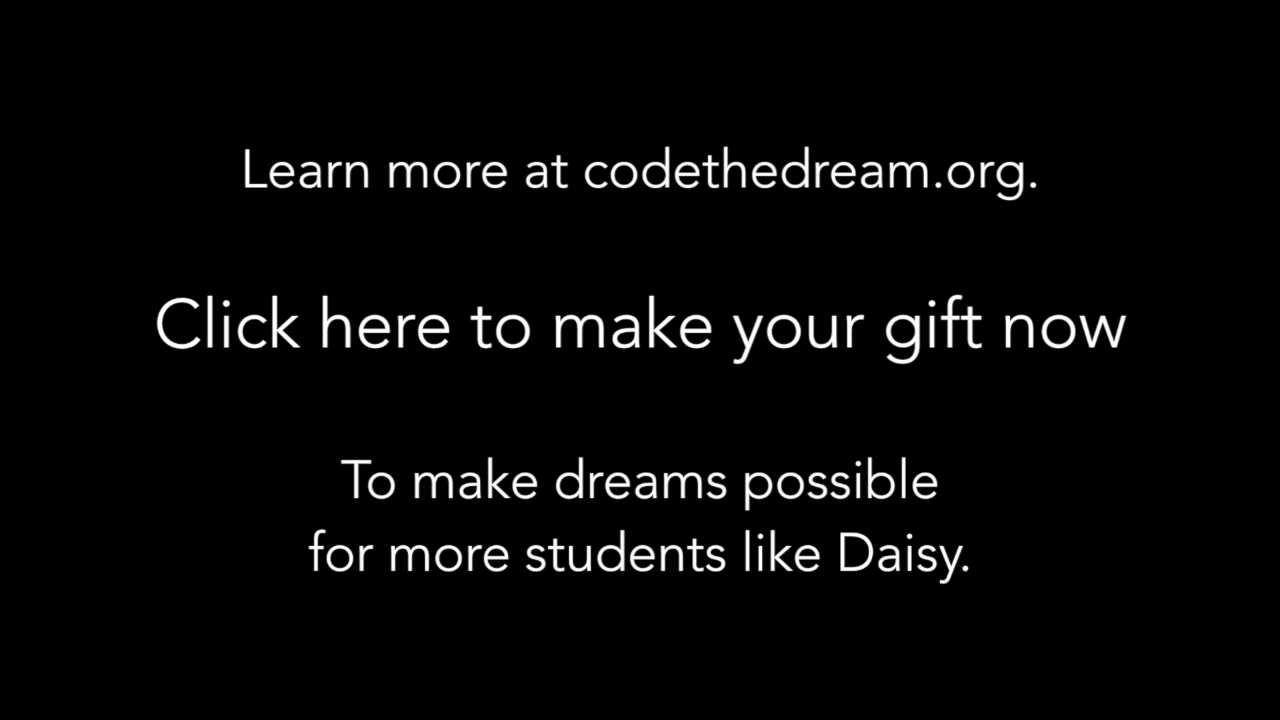 Learn more at codethedream.org.
Click here to make your gift now
To make dreams possible
for more students like Daisy.